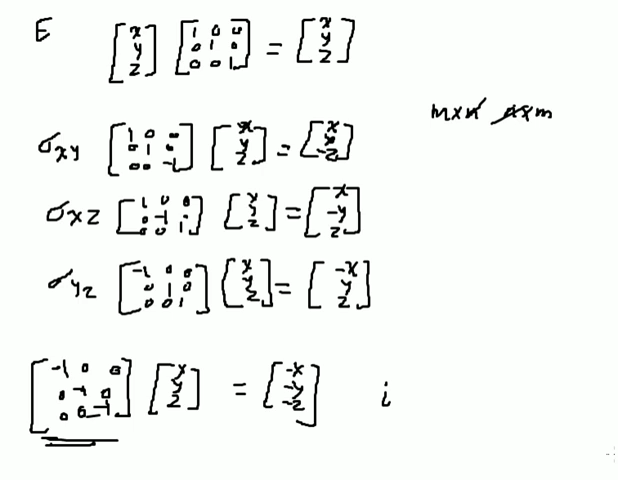 E [x y z] [1 0 0 0 1 0 0 0 1] = [x y z]
m×n n×m
σxy [1 0 0 0 1 0 0 0 -1] [x y z] = [x y -z]
σxz [1 0 0 0 -1 0 0 0 1] [x y z] = [x -y z]
σyz [-1 0 0 0 1 0 0 0 1] [x y z] = [-x y z]
[-1 0 0 0 -1 0 0 0 -1] [x y z] = [-x -y -z] i